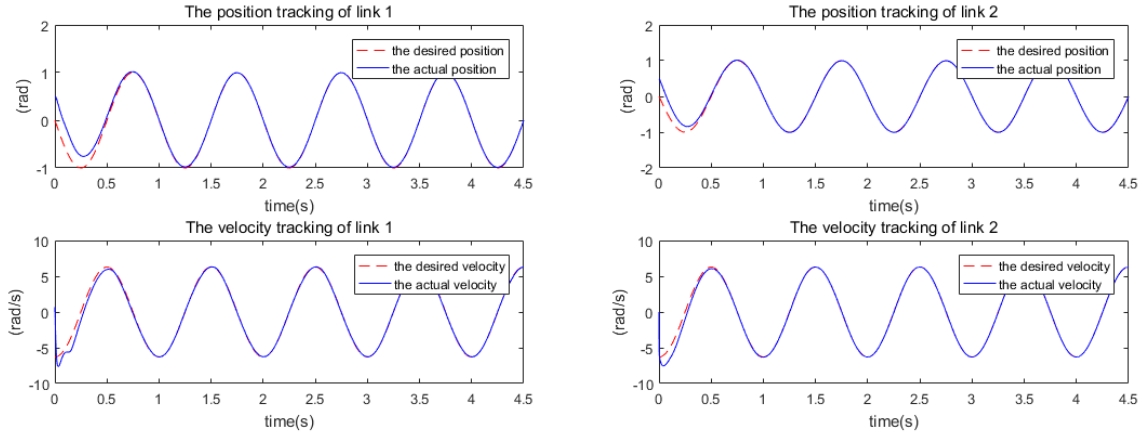 The position tracking of link 1
2
1
0
-1
(rad)
the desired position
the actual position
0 0.5 1 1.5 2 2.5 3 3.5 4 4.5
time(s)
The position tracking of link 2
2
1
0
-1
-2
(rad)
the desired position
the actual position
0 0.5 1 1.5 2 2.5 3 3.5 4 4.5
time(s)
The velocity tracking of link 1
10
5
0
-5
-10
(rad/s)
the desired velocity
the actual velocity
0 0.5 1 1.5 2 2.5 3 3.5 4 4.5
time(s)
The velocity tracking of link 2
10
5
0
-5
-10
(rad/s)
the desired velocity
the actual velocity
0 0.5 1 1.5 2 2.5 3 3.5 4 4.5
time(s)